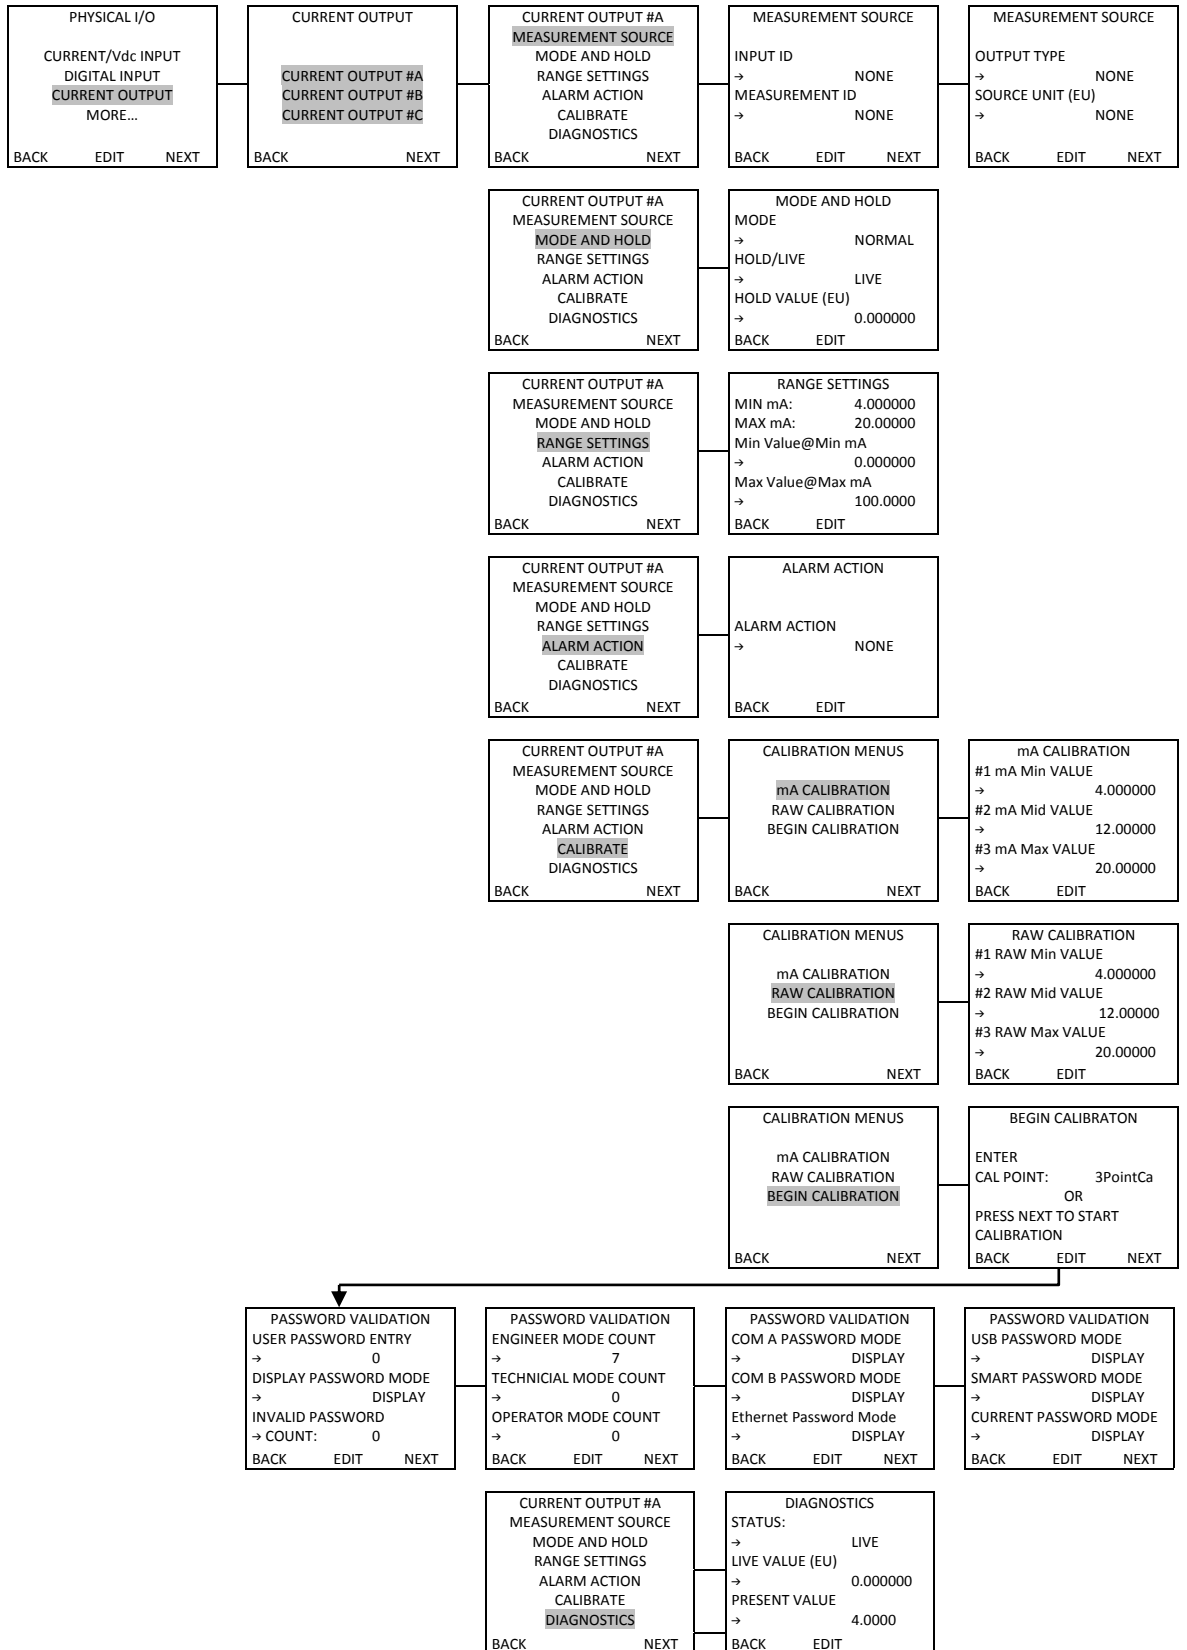 PHYSICAL I/O
CURRENT/Vdc INPUT
DIGITAL INPUT
CURRENT OUTPUT
MORE...
BACK EDIT NEXT
CURRENT OUTPUT
CURRENT OUTPUT #A
CURRENT OUTPUT #B
CURRENT OUTPUT #C
BACK NEXT
CURRENT OUTPUT #A
MEASUREMENT SOURCE
MODE AND HOLD
RANGE SETTINGS
ALARM ACTION
CALIBRATE
DIAGNOSTICS
BACK NEXT
MEASUREMENT SOURCE
INPUT ID
→ NONE
MEASUREMENT ID
→ NONE
BACK EDIT NEXT
MEASUREMENT SOURCE
OUTPUT TYPE
→ NONE
SOURCE UNIT (EU)
→ NONE
BACK EDIT NEXT
CURRENT OUTPUT #A
MEASUREMENT SOURCE
MODE AND HOLD
RANGE SETTINGS
ALARM ACTION
CALIBRATE
DIAGNOSTICS
BACK NEXT
MODE AND HOLD
MODE
→ NORMAL
HOLD/LIVE
→ LIVE
HOLD VALUE (EU)
→ 0.000000
BACK EDIT
CURRENT OUTPUT #A
MEASUREMENT SOURCE
MODE AND HOLD
RANGE SETTINGS
ALARM ACTION
CALIBRATE
DIAGNOSTICS
BACK NEXT
RANGE SETTINGS
MIN mA: 4.000000
MAX mA: 20.00000
Min Value@Min mA
→ 0.000000
Max Value@Max mA
→ 100.0000
BACK EDIT
CURRENT OUTPUT #A
MEASUREMENT SOURCE
MODE AND HOLD
RANGE SETTINGS
ALARM ACTION
CALIBRATE
DIAGNOSTICS
BACK NEXT
ALARM ACTION
ALARM ACTION
→ NONE
BACK EDIT
CURRENT OUTPUT #A
MEASUREMENT SOURCE
MODE AND HOLD
RANGE SETTINGS
ALARM ACTION
CALIBRATE
DIAGNOSTICS
BACK NEXT
CALIBRATION MENUS
mA CALIBRATION
RAW CALIBRATION
BEGIN CALIBRATION
BACK NEXT
mA CALIBRATION
#1 mA Min VALUE
→ 4.000000
#2 mA Mid VALUE
→ 12.00000
#3 mA Max VALUE
→ 20.00000
BACK EDIT
CALIBRATION MENUS
mA CALIBRATION
RAW CALIBRATION
BEGIN CALIBRATION
BACK NEXT
RAW CALIBRATION
#1 RAW Min VALUE
→ 4.000000
#2 RAW Mid VALUE
→ 12.00000
#3 RAW Max VALUE
→ 20.00000
BACK EDIT
CALIBRATION MENUS
mA CALIBRATION
RAW CALIBRATION
BEGIN CALIBRATION
BACK NEXT
BEGIN CALIBRATON
ENTER
CAL POINT: 3PointCa
OR
PRESS NEXT TO START
CALIBRATION
BACK EDIT NEXT
PASSWORD VALIDATION
USER PASSWORD ENTRY
→ 0
DISPLAY PASSWORD MODE
→ DISPLAY
INVALID PASSWORD
→ COUNT: 0
BACK EDIT NEXT
PASSWORD VALIDATION
ENGINEER MODE COUNT
→ 7
TECHNICIAL MODE COUNT
→ 0
OPERATOR MODE COUNT
→ 0
BACK EDIT NEXT
PASSWORD VALIDATION
COM A PASSWORD MODE
→ DISPLAY
COM B PASSWORD MODE
→ DISPLAY
Ethernet Password Mode
→ DISPLAY
BACK EDIT NEXT
PASSWORD VALIDATION
USB PASSWORD MODE
→ DISPLAY
SMART PASSWORD MODE
→ DISPLAY
CURRENT PASSWORD MODE
→ DISPLAY
BACK EDIT NEXT
CURRENT OUTPUT #A
MEASUREMENT SOURCE
MODE AND HOLD
RANGE SETTINGS
ALARM ACTION
CALIBRATE
DIAGNOSTICS
BACK NEXT
DIAGNOSTICS
STATUS:
→ LIVE
LIVE VALUE (EU)
→ 0.000000
PRESENT VALUE
→ 4.0000
BACK EDIT